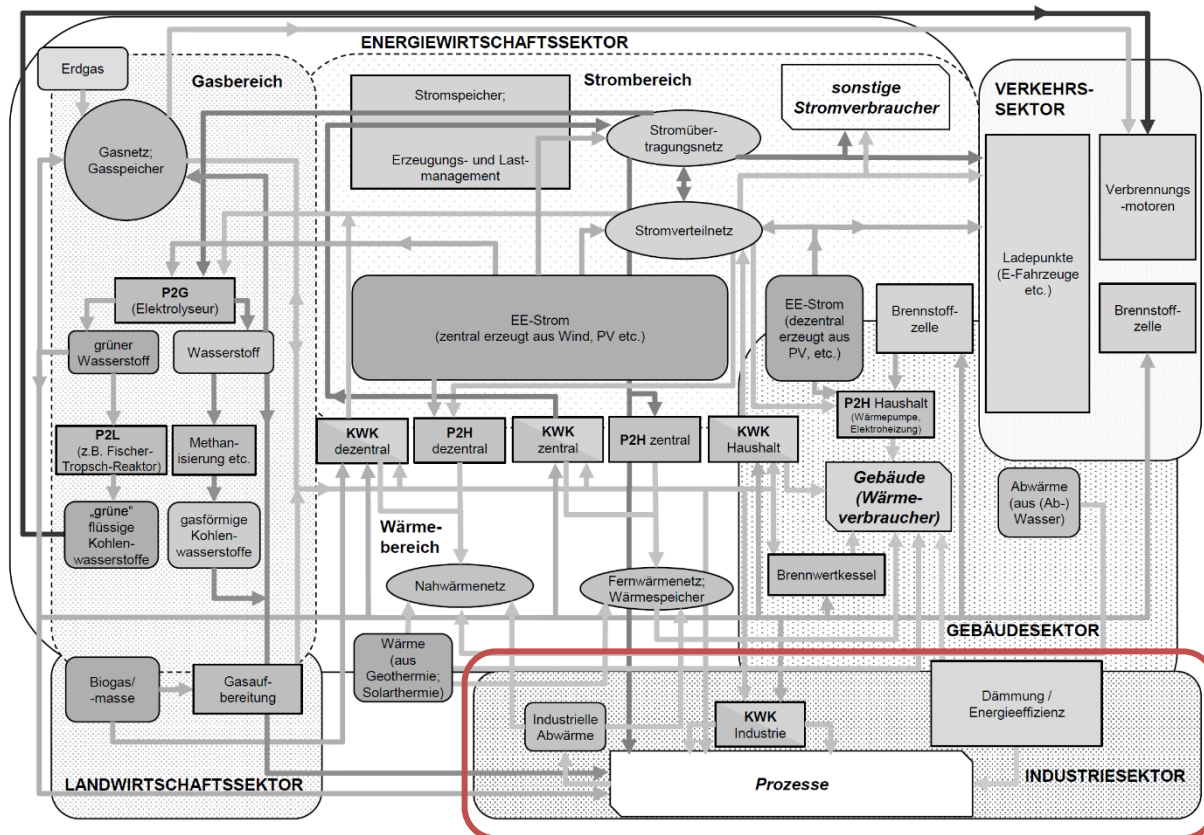 ENERGIEWIRTSCHAFTSSEKTOR
Erdgas
Gasbereich
Strombereich
Stromspeicher;
Erzeugungs- und Last-
management
sonstige
Stromverbraucher
VERKEHRS-
SEKTOR
Gasnetz;
Gasspeicher
Stromüber-
tragungsnetz
Stromverteilnetz
Verbrennungs
-motoren
Ladepunkte
(E-Fahrzeuge
etc.)
Brennstoff-
zelle
P2G
(Elektrolyseur)
EE-Strom
(zentral erzeugt aus Wind, PV etc.)
EE-Strom
(dezentral
erzeugt aus
PV, etc.)
Brennstoff-
zelle
grüner
Wasserstoff
Wasserstoff
P2H Haushalt
(Wärmepumpe,
Elektroheizung)
P2L
(z.B. Fischer-
Tropsch-Reaktor)
Methan-
isierung etc.
KWK
dezentral
P2H
dezentral
KWK
zentral
P2H zentral
KWK
Haushalt
Gebäude
(Wärme-
verbraucher)
Abwärme
(aus (Ab-)
Wasser)
„grüne“
flüssige
Kohlen-
wasserstoffe
gasförmige
Kohlen-
wasserstoffe
Wärme-
bereich
Nahwärmenetz
Fernwärmenetz;
Wärmespeicher
Brennwertkessel
GEBÄUDESEKTOR
Biogas/
-masse
Gasauf-
bereitung
Wärme
(aus
Geothermie;
Solarthermie)
Industrielle
Abwärme
KWK
Industrie
Dämmung /
Energieeffizienz
LANDWIRTSCHAFTSSEKTOR
Prozesse
INDUSTRIESEKTOR